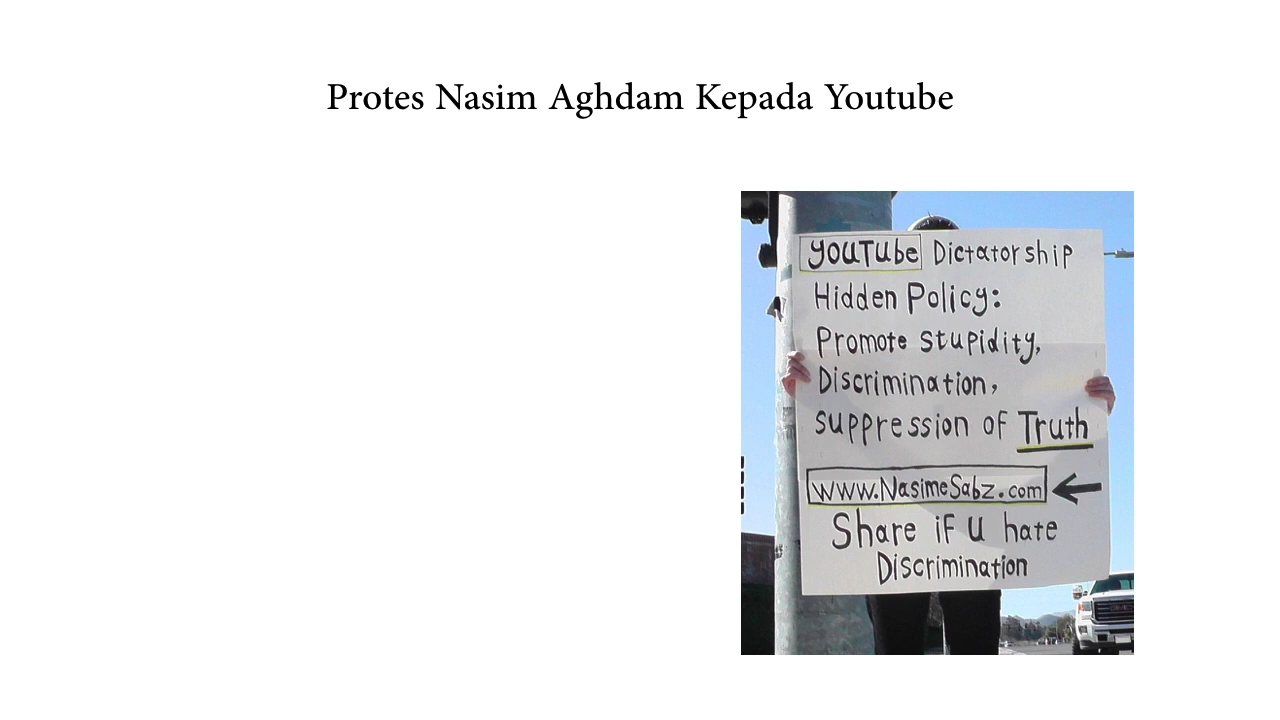 Protes Nasim Aghdam Kepada Youtube
YOUTube Dictatorship
Hidden Policy:
Promote Stupidity,
Discrimination,
Suppression of Truth
www.NasimeSabz.com
Share if u hate
Discrimination